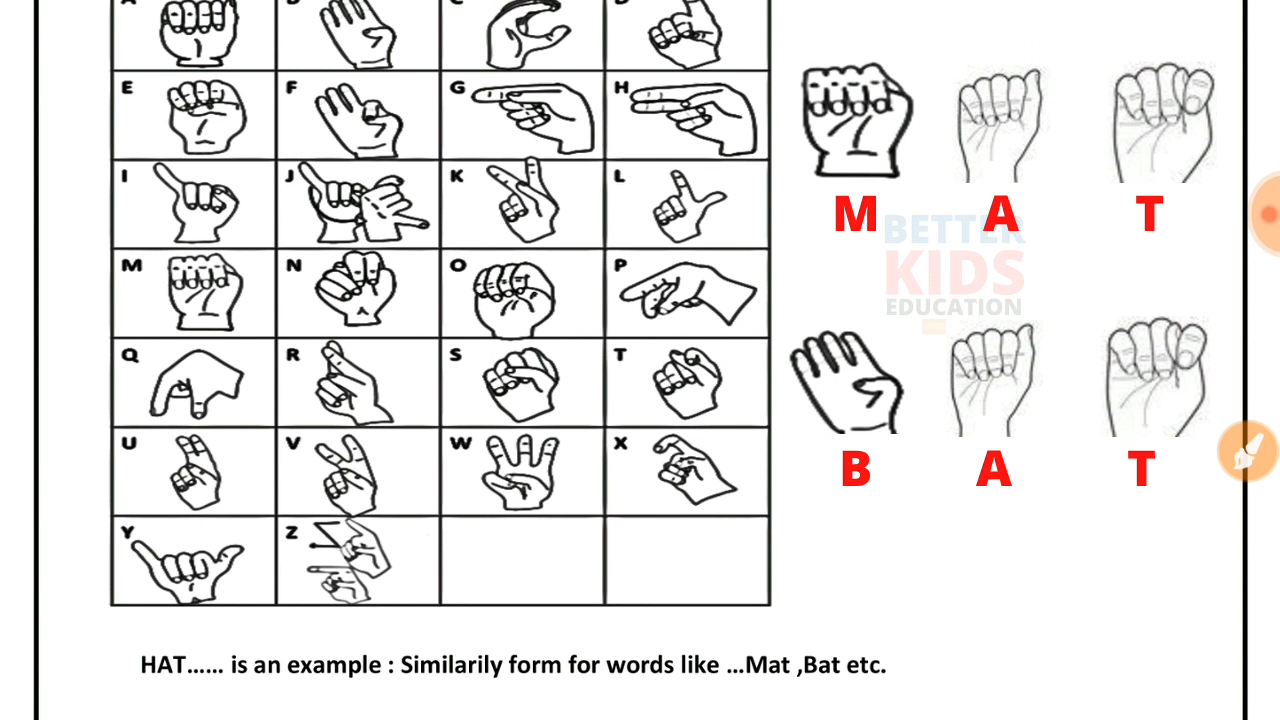 A B C D
E F G H
I J K L
M N O P
Q R S T
U V W X
Y Z
M A T
BETTER
KIDS
EDUCATION
B A T
HAT...... is an example : Similarily form for words like ...Mat ,Bat etc.